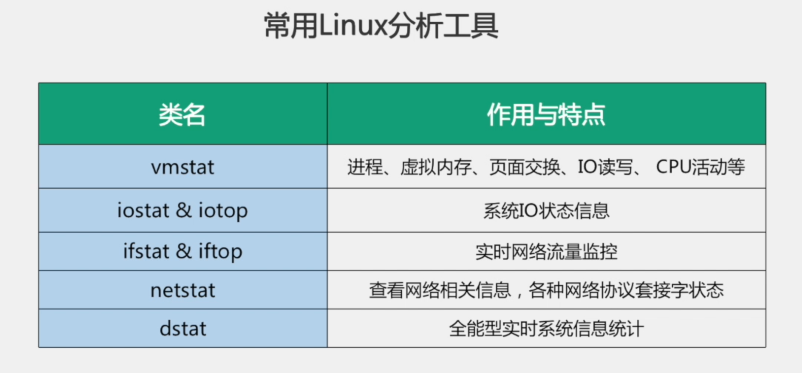 常用Linux分析工具
类名 作用与特点
vmstat 进程、虚拟内存、页面交换、IO读写、 CPU活动等
iostat & iotop 系统IO状态信息
ifstat & iftop 实时网络流量监控
netstat 查看网络相关信息，各种网络协议套接字状态
dstat 全能型实时系统信息统计